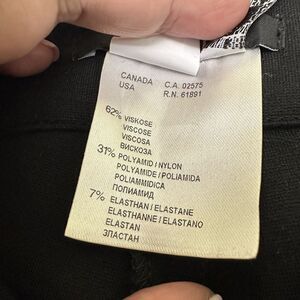 CANADA C.A. 02575
USA R.N. 61891
62% VISKOSE
VISCOSE
VISCOSA
ВИСКОЗА
31% POLYAMID / NYLON
POLYAMIDE / POLIAMIDA
POLIAMMIDICA
ПОЛИАМИД
7% ELASTHAN / ELASTANE
ELASTHANNE / ELASTANO
ELASTAN
ЭЛАСТАН